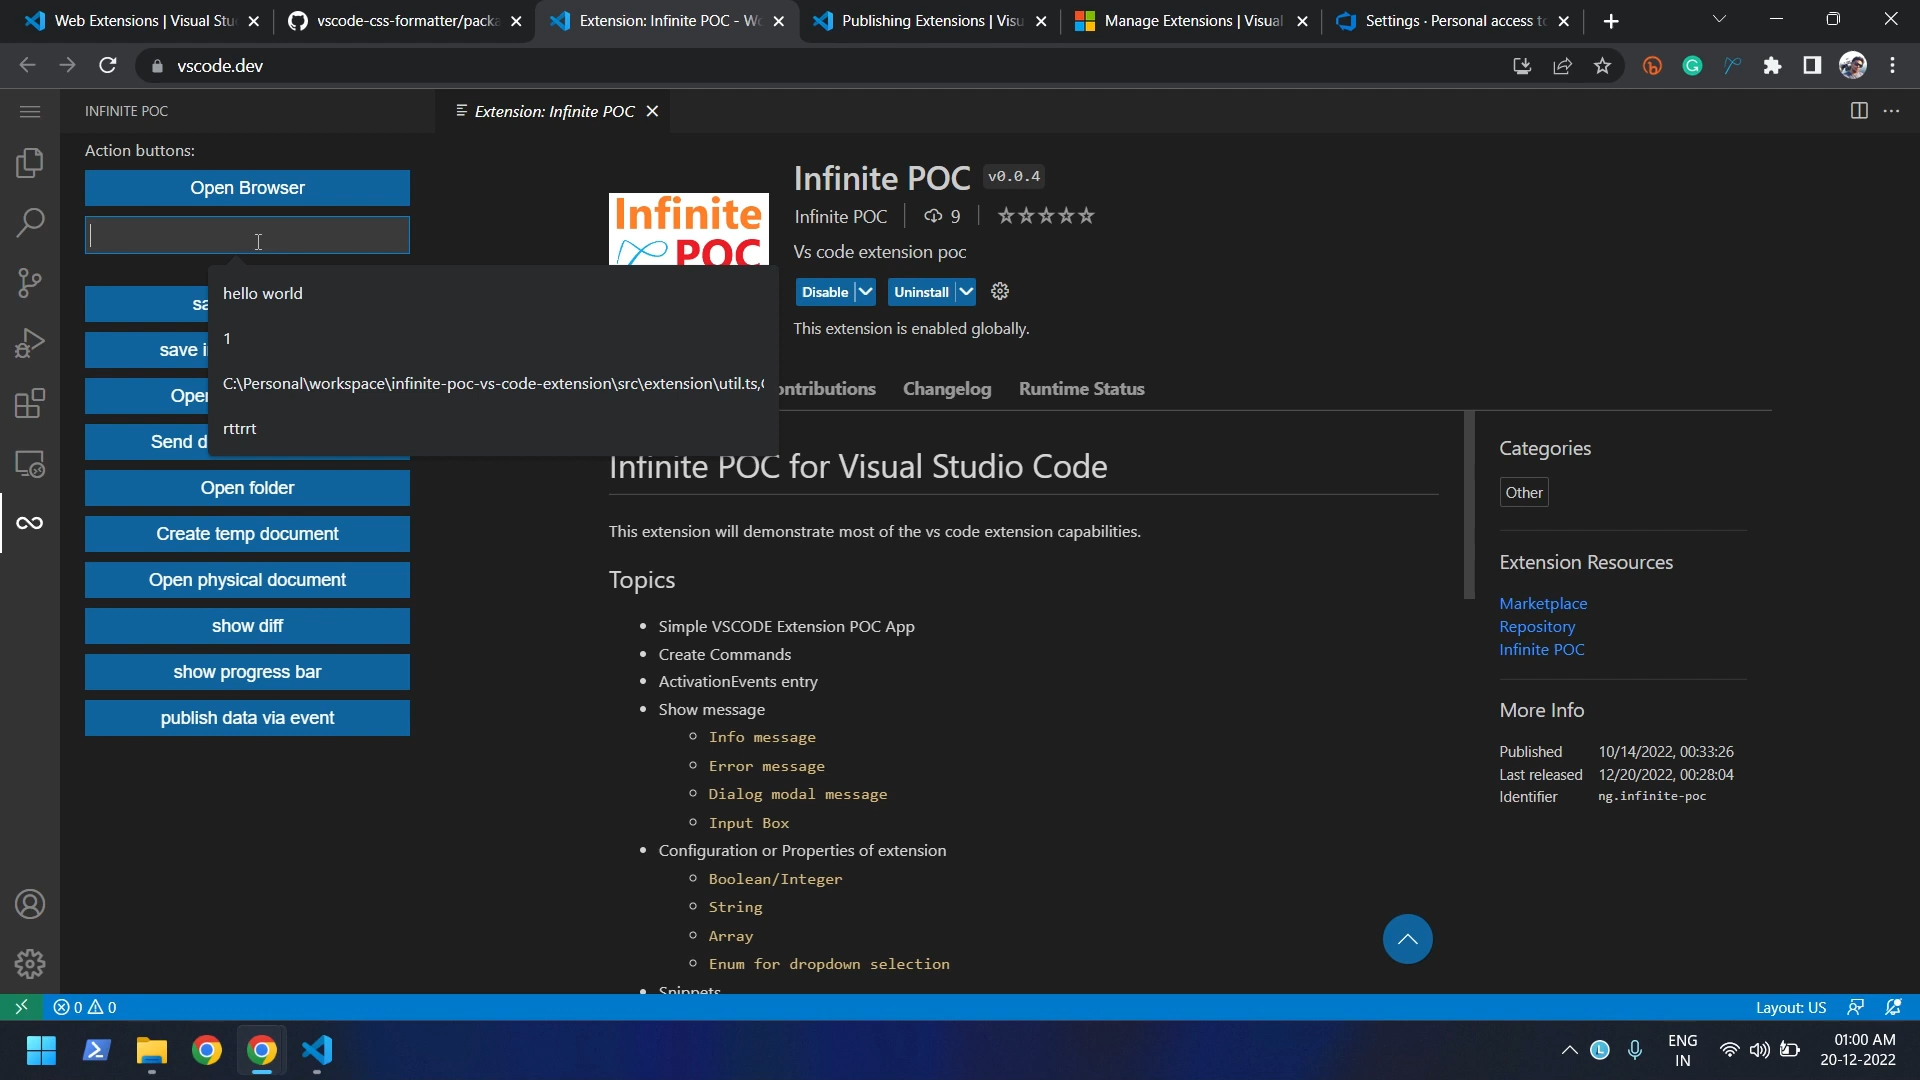 Web Extensions | Visual Stu
vscode-css-formatter/packa
Extension: Infinite POC - Wo
Publishing Extensions | Visu
Manage Extensions | Visual
Settings · Personal access to
vscode.dev
INFINITE POC
Extension: Infinite POC
Action buttons:
Open Browser
hello world
1
C:\Personal\workspace\infinite-poc-vs-code-extension\src\extension\util.ts,
rttrrt
sa
save i
Oper
Send d
Open folder
Create temp document
Open physical document
show diff
show progress bar
publish data via event
Infinite
POC
Infinite POC v0.0.4
Infinite POC 9
Vs code extension poc
Disable Uninstall
This extension is enabled globally.
ontributions Changelog Runtime Status
Infinite POC for Visual Studio Code
This extension will demonstrate most of the vs code extension capabilities.
Topics
Simple VSCODE Extension POC App
Create Commands
ActivationEvents entry
Show message
Info message
Error message
Dialog modal message
Input Box
Configuration or Properties of extension
Boolean/Integer
String
Array
Enum for dropdown selection
Snippets
Categories
Other
Extension Resources
Marketplace
Repository
Infinite POC
More Info
Published 10/14/2022, 00:33:26
Last released 12/20/2022, 00:28:04
Identifier ng.infinite-poc
0 0
Layout: US
ENG
IN
01:00 AM
20-12-2022